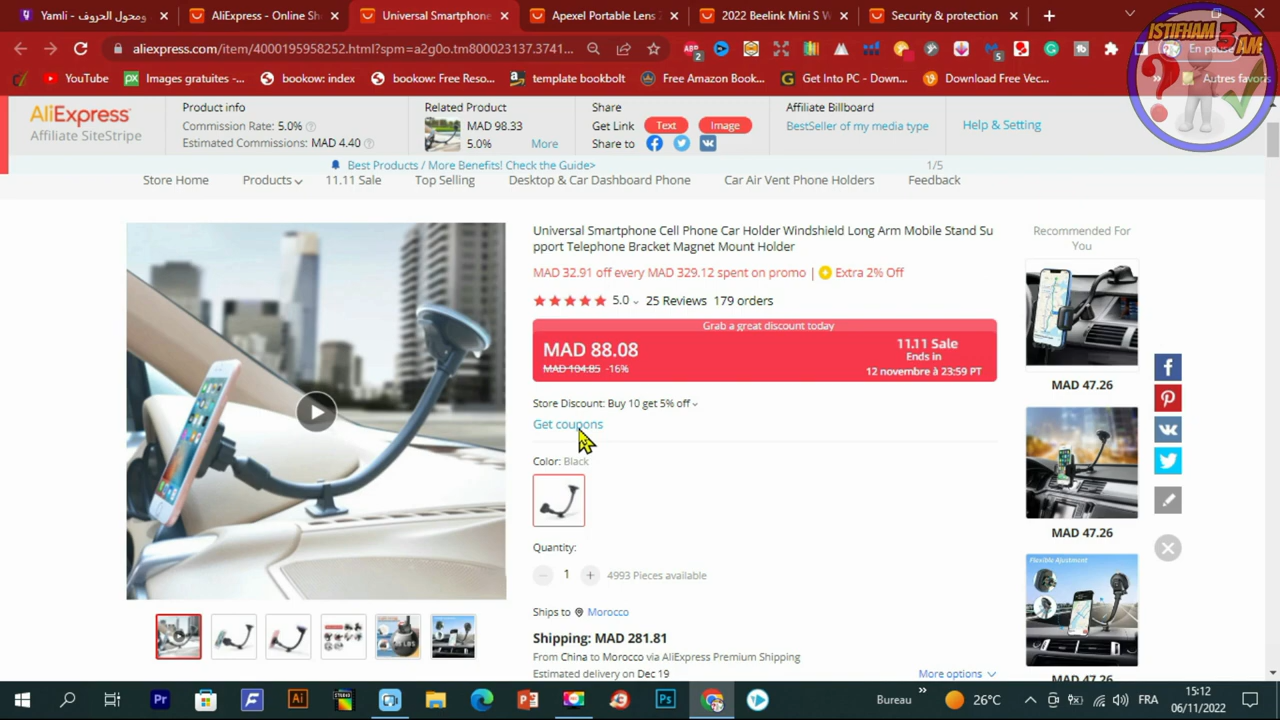 Yamli - ومحول الحروف
AliExpress - Online Sh
Universal Smartphone
Apexel Portable Lens
2022 Beelink Mini S W
Security & protection
ISTIFHAM 3AM
aliexpress.com/item/4000195958252.html?spm=a2g0o.tm800023137.3741...
En pause
YouTube
Images gratuites -...
bookow: index
bookow: Free Reso...
template bookbolt
Free Amazon Book...
Get Into PC - Down...
Download Free Vec...
»
Autres favoris
AliExpress
Affiliate SiteStripe
Product info
Commission Rate: 5.0%
Estimated Commissions: MAD 4.40
Related Product
MAD 98.33
5.0%
More
Share
Get Link Text Image
Share to
Affiliate Billboard
BestSeller of my media type
Help & Setting
Best Products / More Benefits! Check the Guide>
1/5
Store Home
Products
11.11 Sale
Top Selling
Desktop & Car Dashboard Phone
Car Air Vent Phone Holders
Feedback
Universal Smartphone Cell Phone Car Holder Windshield Long Arm Mobile Stand Su
pport Telephone Bracket Magnet Mount Holder
MAD 32.91 off every MAD 329.12 spent on promo | Extra 2% Off
5.0 25 Reviews 179 orders
Grab a great discount today
MAD 88.08
MAD 104.85 -16%
11.11 Sale
Ends in
12 novembre à 23:59 PT
Store Discount: Buy 10 get 5% off
Get coupons
Color: Black
Quantity:
1
4993 Pieces available
Ships to Morocco
Shipping: MAD 281.81
From China to Morocco via AliExpress Premium Shipping
Estimated delivery on Dec 19
More options
Recommended For
You
MAD 47.26
MAD 47.26
Flexible Ajustment
MAD 47.26
Bureau
»
26°C
FRA
15:12
06/11/2022